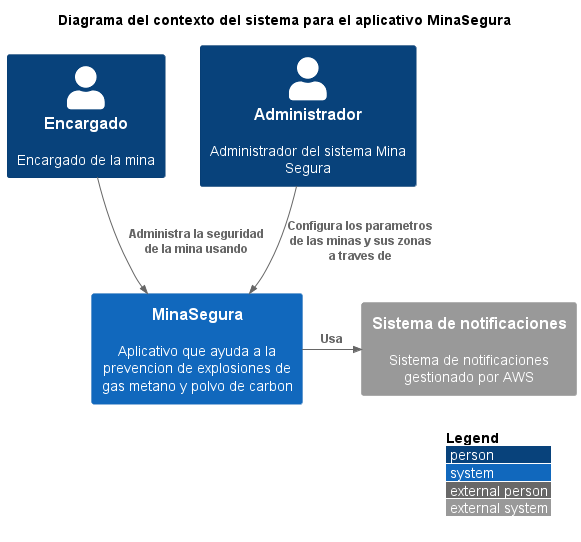 Diagrama del contexto del sistema para el aplicativo MinaSegura
Encargado
Encargado de la mina
Administrador
Administrador del sistema Mina
Segura
Administra la seguridad
de la mina usando
Configura los parametros
de las minas y sus zonas
a traves de
MinaSegura
Aplicativo que ayuda a la
prevencion de explosiones de
gas metano y polvo de carbon
Usa
Sistema de notificaciones
Sistema de notificaciones
gestionado por AWS
Legend
person
system
external person
external system